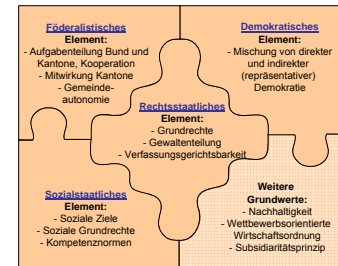 Föderalistisches
Element:
- Aufgabenteilung Bund und
Kantone, Kooperation
- Mitwirkung Kantone
- Gemeinde-
autonomie
Demokratisches
Element:
- Mischung von direkter
und indirekter
(repräsentativer)
Demokratie
Rechtsstaatliches
Element:
- Grundrechte
- Gewaltenteilung
- Verfassungsgerichtsbarkeit
Sozialstaatliches
Element:
- Soziale Ziele
- Soziale Grundrechte
- Kompetenznormen
Weitere
Grundwerte:
- Nachhaltigkeit
- Wettbewerbsorientierte
Wirtschaftsordnung
- Subsidiaritätsprinzip